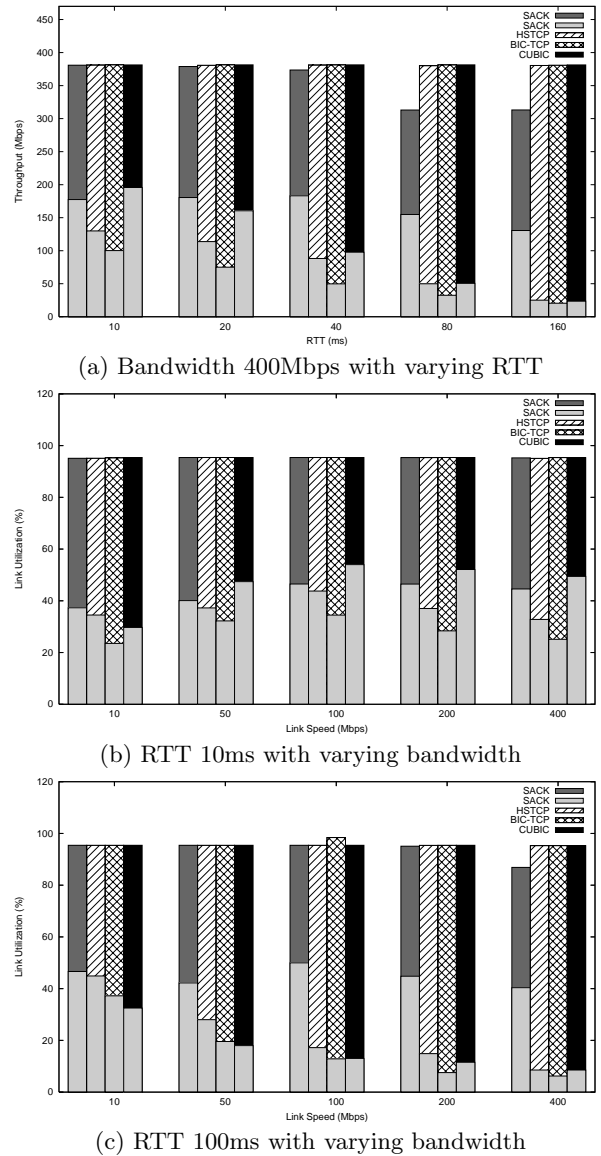 450
400
350
300
250
200
150
100
50
0
Throughput (Mbps)
SACK
SACK
HSTCP
BIC-TCP
CUBIC
10 20 40 80 160
RTT (ms)
(a) Bandwidth 400Mbps with varying RTT
120
100
80
60
40
20
0
Link Utilization (%)
SACK
SACK
HSTCP
BIC-TCP
CUBIC
10 50 100 200 400
Link Speed (Mbps)
(b) RTT 10ms with varying bandwidth
120
100
80
60
40
20
0
Link Utilization (%)
SACK
SACK
HSTCP
BIC-TCP
CUBIC
10 50 100 200 400
Link Speed (Mbps)
(c) RTT 100ms with varying bandwidth